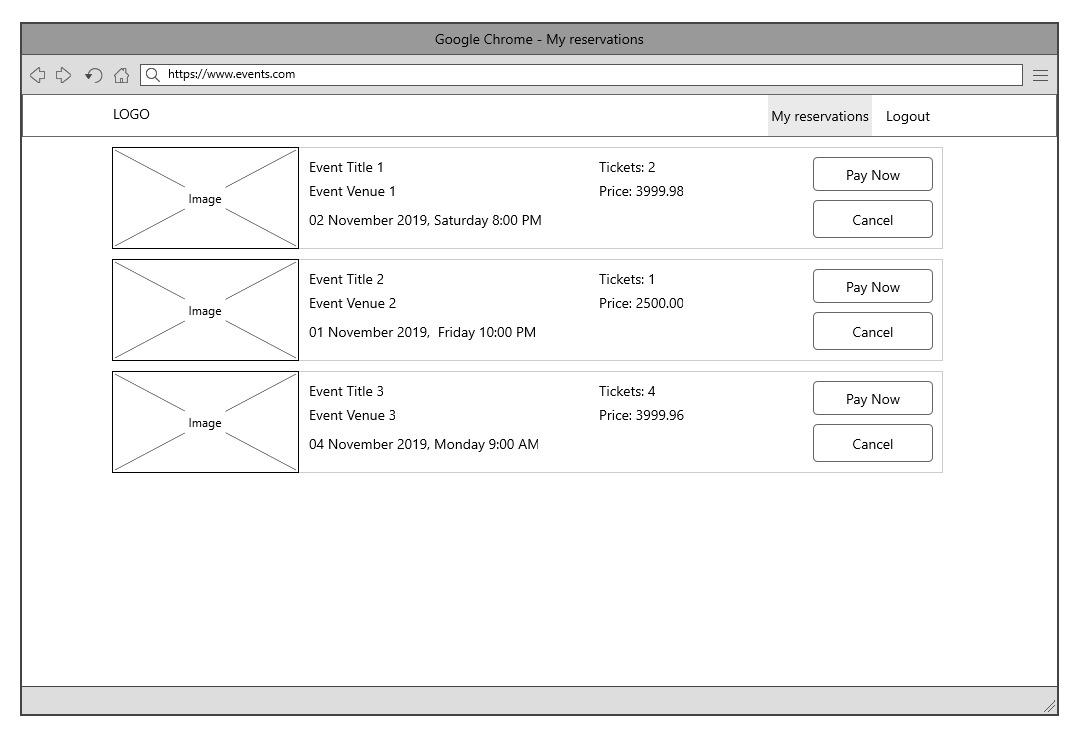 Google Chrome - My reservations
https://www.events.com
LOGO
My reservations
Logout
Image
Event Title 1
Event Venue 1
02 November 2019, Saturday 8:00 PM
Tickets: 2
Price: 3999.98
Pay Now
Cancel
Image
Event Title 2
Event Venue 2
01 November 2019,  Friday 10:00 PM
Tickets: 1
Price: 2500.00
Pay Now
Cancel
Image
Event Title 3
Event Venue 3
04 November 2019, Monday 9:00 AM
Tickets: 4
Price: 3999.96
Pay Now
Cancel